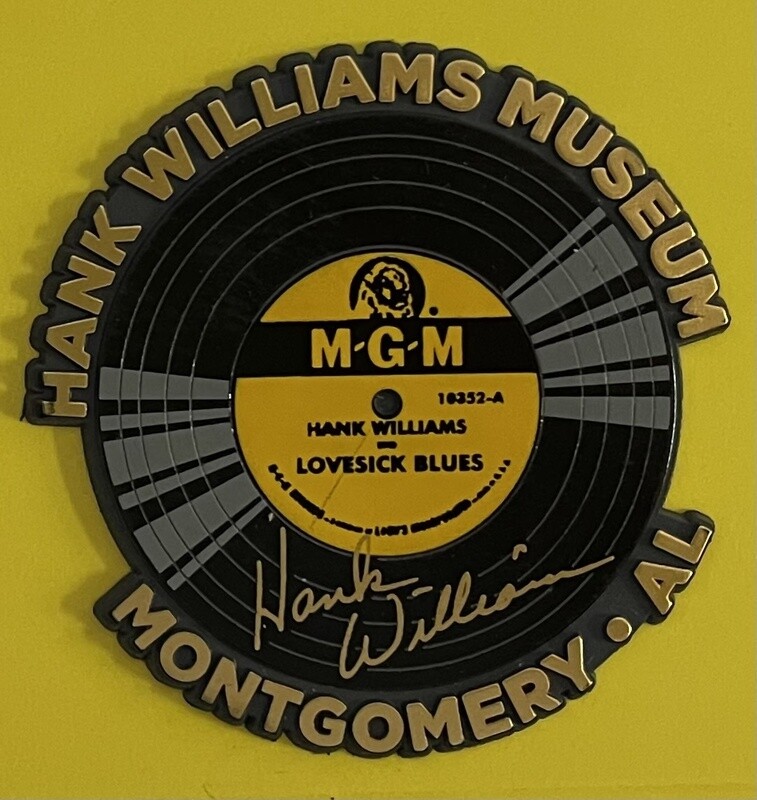 HANK WILLIAMS MUSEUM
M-G-M
10352-A
HANK WILLIAMS
LOVESICK BLUES
Hank Williams
MONTGOMERY • AL